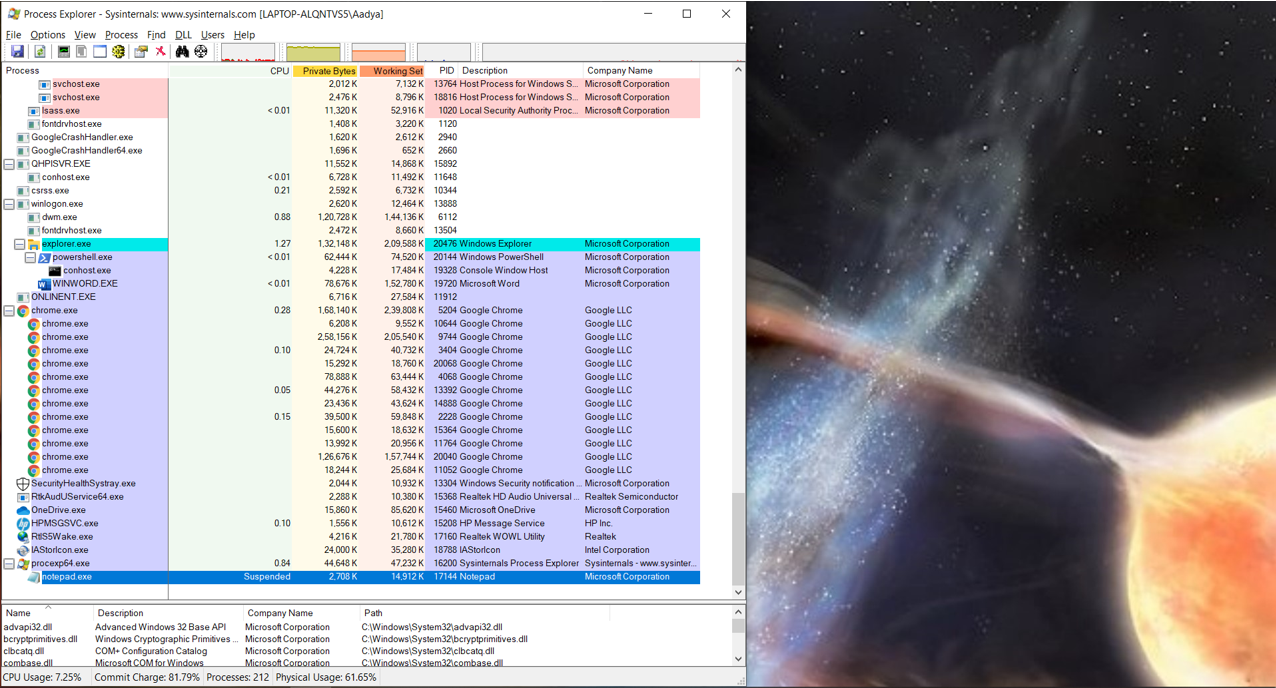 Process Explorer - Sysinternals: www.sysinternals.com [LAPTOP-ALQNTVS5\Aadya]
File Options View Process Find DLL Users Help
Process CPU Private Bytes Working Set PID Description Company Name
svchost.exe 2,012 K 7,132 K 13764 Host Process for Windows S... Microsoft Corporation
svchost.exe 2,476 K 8,796 K 18816 Host Process for Windows S... Microsoft Corporation
lsass.exe < 0.01 11,320 K 52,916 K 1020 Local Security Authority Proc... Microsoft Corporation
fontdrvhost.exe 1,408 K 3,220 K 1120
GoogleCrashHandler.exe 1,620 K 2,612 K 2940
GoogleCrashHandler64.exe 1,696 K 652 K 2660
QHPISVR.EXE 11,552 K 14,868 K 15892
conhost.exe < 0.01 6,728 K 11,492 K 11648
csrss.exe 0.21 2,592 K 6,732 K 10344
winlogon.exe 2,620 K 12,464 K 13888
dwm.exe 0.88 1,20,728 K 1,44,136 K 6112
fontdrvhost.exe 2,472 K 8,660 K 13504
explorer.exe 1.27 1,32,148 K 2,09,588 K 20476 Windows Explorer Microsoft Corporation
powershell.exe < 0.01 62,444 K 74,520 K 20144 Windows PowerShell Microsoft Corporation
conhost.exe 4,228 K 17,484 K 19328 Console Window Host Microsoft Corporation
WINWORD.EXE < 0.01 78,676 K 1,52,780 K 19720 Microsoft Word Microsoft Corporation
ONLINENT.EXE 6,716 K 27,584 K 11912
chrome.exe 0.28 1,68,140 K 2,39,808 K 5204 Google Chrome Google LLC
chrome.exe 6,208 K 9,552 K 10644 Google Chrome Google LLC
chrome.exe 2,58,156 K 2,05,540 K 9744 Google Chrome Google LLC
chrome.exe 0.10 24,724 K 40,732 K 3404 Google Chrome Google LLC
chrome.exe 15,292 K 18,760 K 20068 Google Chrome Google LLC
chrome.exe 78,888 K 63,444 K 4068 Google Chrome Google LLC
chrome.exe 0.05 44,276 K 58,432 K 13392 Google Chrome Google LLC
chrome.exe 23,436 K 43,624 K 14888 Google Chrome Google LLC
chrome.exe 0.15 39,500 K 59,848 K 2228 Google Chrome Google LLC
chrome.exe 15,600 K 18,632 K 15364 Google Chrome Google LLC
chrome.exe 13,992 K 20,956 K 11764 Google Chrome Google LLC
chrome.exe 1,26,676 K 1,57,744 K 20040 Google Chrome Google LLC
chrome.exe 18,244 K 25,684 K 11052 Google Chrome Google LLC
SecurityHealthSystray.exe 2,044 K 10,932 K 13304 Windows Security notification ... Microsoft Corporation
RtkAudUService64.exe 2,288 K 10,380 K 15368 Realtek HD Audio Universal ... Realtek Semiconductor
OneDrive.exe 15,860 K 85,620 K 15460 Microsoft OneDrive Microsoft Corporation
HPMSGSVC.exe 0.10 1,556 K 10,612 K 15208 HP Message Service HP Inc.
RtlS5Wake.exe 4,216 K 21,780 K 17160 Realtek WOWL Utility Realtek
IAStorIcon.exe 24,000 K 35,280 K 18788 IAStorIcon Intel Corporation
procexp64.exe 0.84 44,648 K 47,232 K 16200 Sysinternals Process Explorer Sysinternals - www.sysinter...
notepad.exe Suspended 2,708 K 14,912 K 17144 Notepad Microsoft Corporation
Name Description Company Name Path
advapi32.dll Advanced Windows 32 Base API Microsoft Corporation C:\Windows\System32\advapi32.dll
bcryptprimitives.dll Windows Cryptographic Primitives ... Microsoft Corporation C:\Windows\System32\bcryptprimitives.dll
clbcatq.dll COM+ Configuration Catalog Microsoft Corporation C:\Windows\System32\clbcatq.dll
combase.dll Microsoft COM for Windows Microsoft Corporation C:\Windows\System32\combase.dll
CPU Usage: 7.25% Commit Charge: 81.79% Processes: 212 Physical Usage: 61.65%